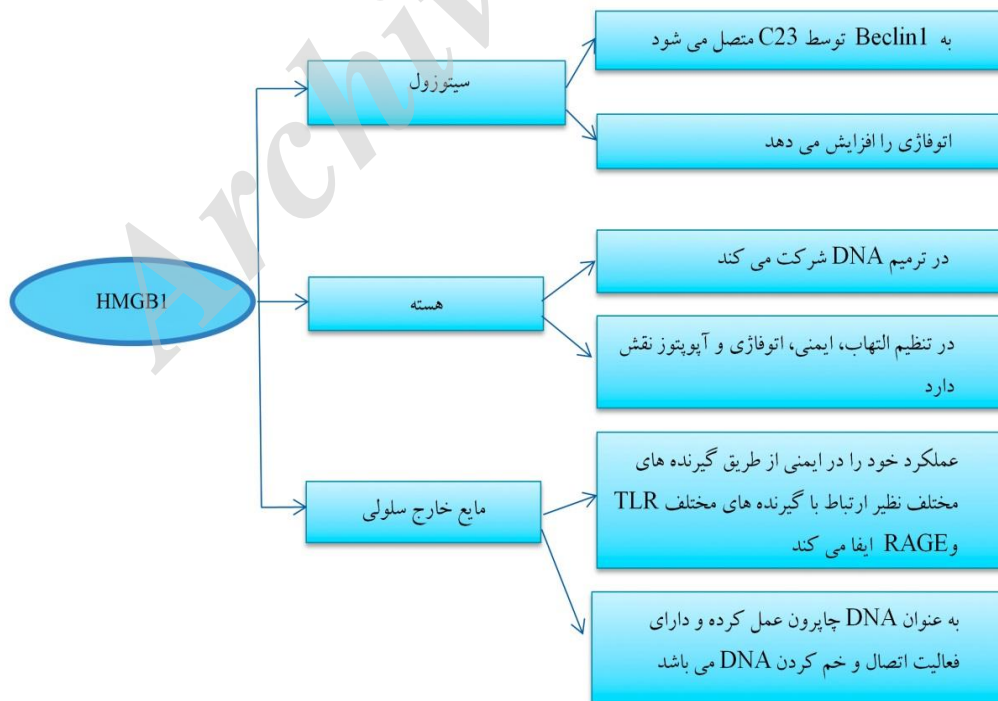 HMGB1
سیتوزول
به Beclin1 توسط C23 متصل می شود
اتوفاژی را افزایش می دهد
هسته
در ترمیم DNA شرکت می کند
در تنظیم التهاب، ایمنی، اتوفاژی و آپوپتوز نقش
دارد
مایع خارج سلولی
عملکرد خود را در ایمنی از طریق گیرنده های
مختلف نظیر ارتباط با گیرنده های مختلف TLR
وRAGE ایفا می کند
به عنوان DNA چاپرون عمل کرده و دارای
فعالیت اتصال و خم کردن DNA می باشد